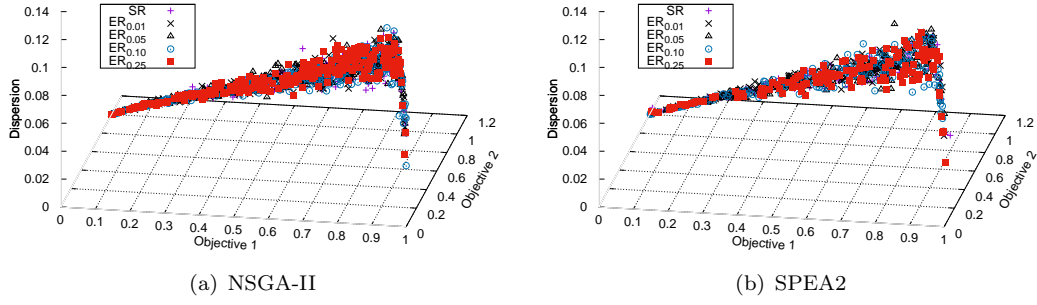 SR
ER0.01
ER0.05
ER0.10
ER0.25
Dispersion
0.14
0.12
0.1
0.08
0.06
0.04
0.02
0
0 0.1 0.2 0.3 0.4 0.5 0.6 0.7 0.8 0.9 1
Objective 1
0 0.2 0.4 0.6 0.8 1 1.2
Objective 2
(a) NSGA-II
SR
ER0.01
ER0.05
ER0.10
ER0.25
Dispersion
0.14
0.12
0.1
0.08
0.06
0.04
0.02
0
0 0.1 0.2 0.3 0.4 0.5 0.6 0.7 0.8 0.9 1
Objective 1
0 0.2 0.4 0.6 0.8 1 1.2
Objective 2
(b) SPEA2